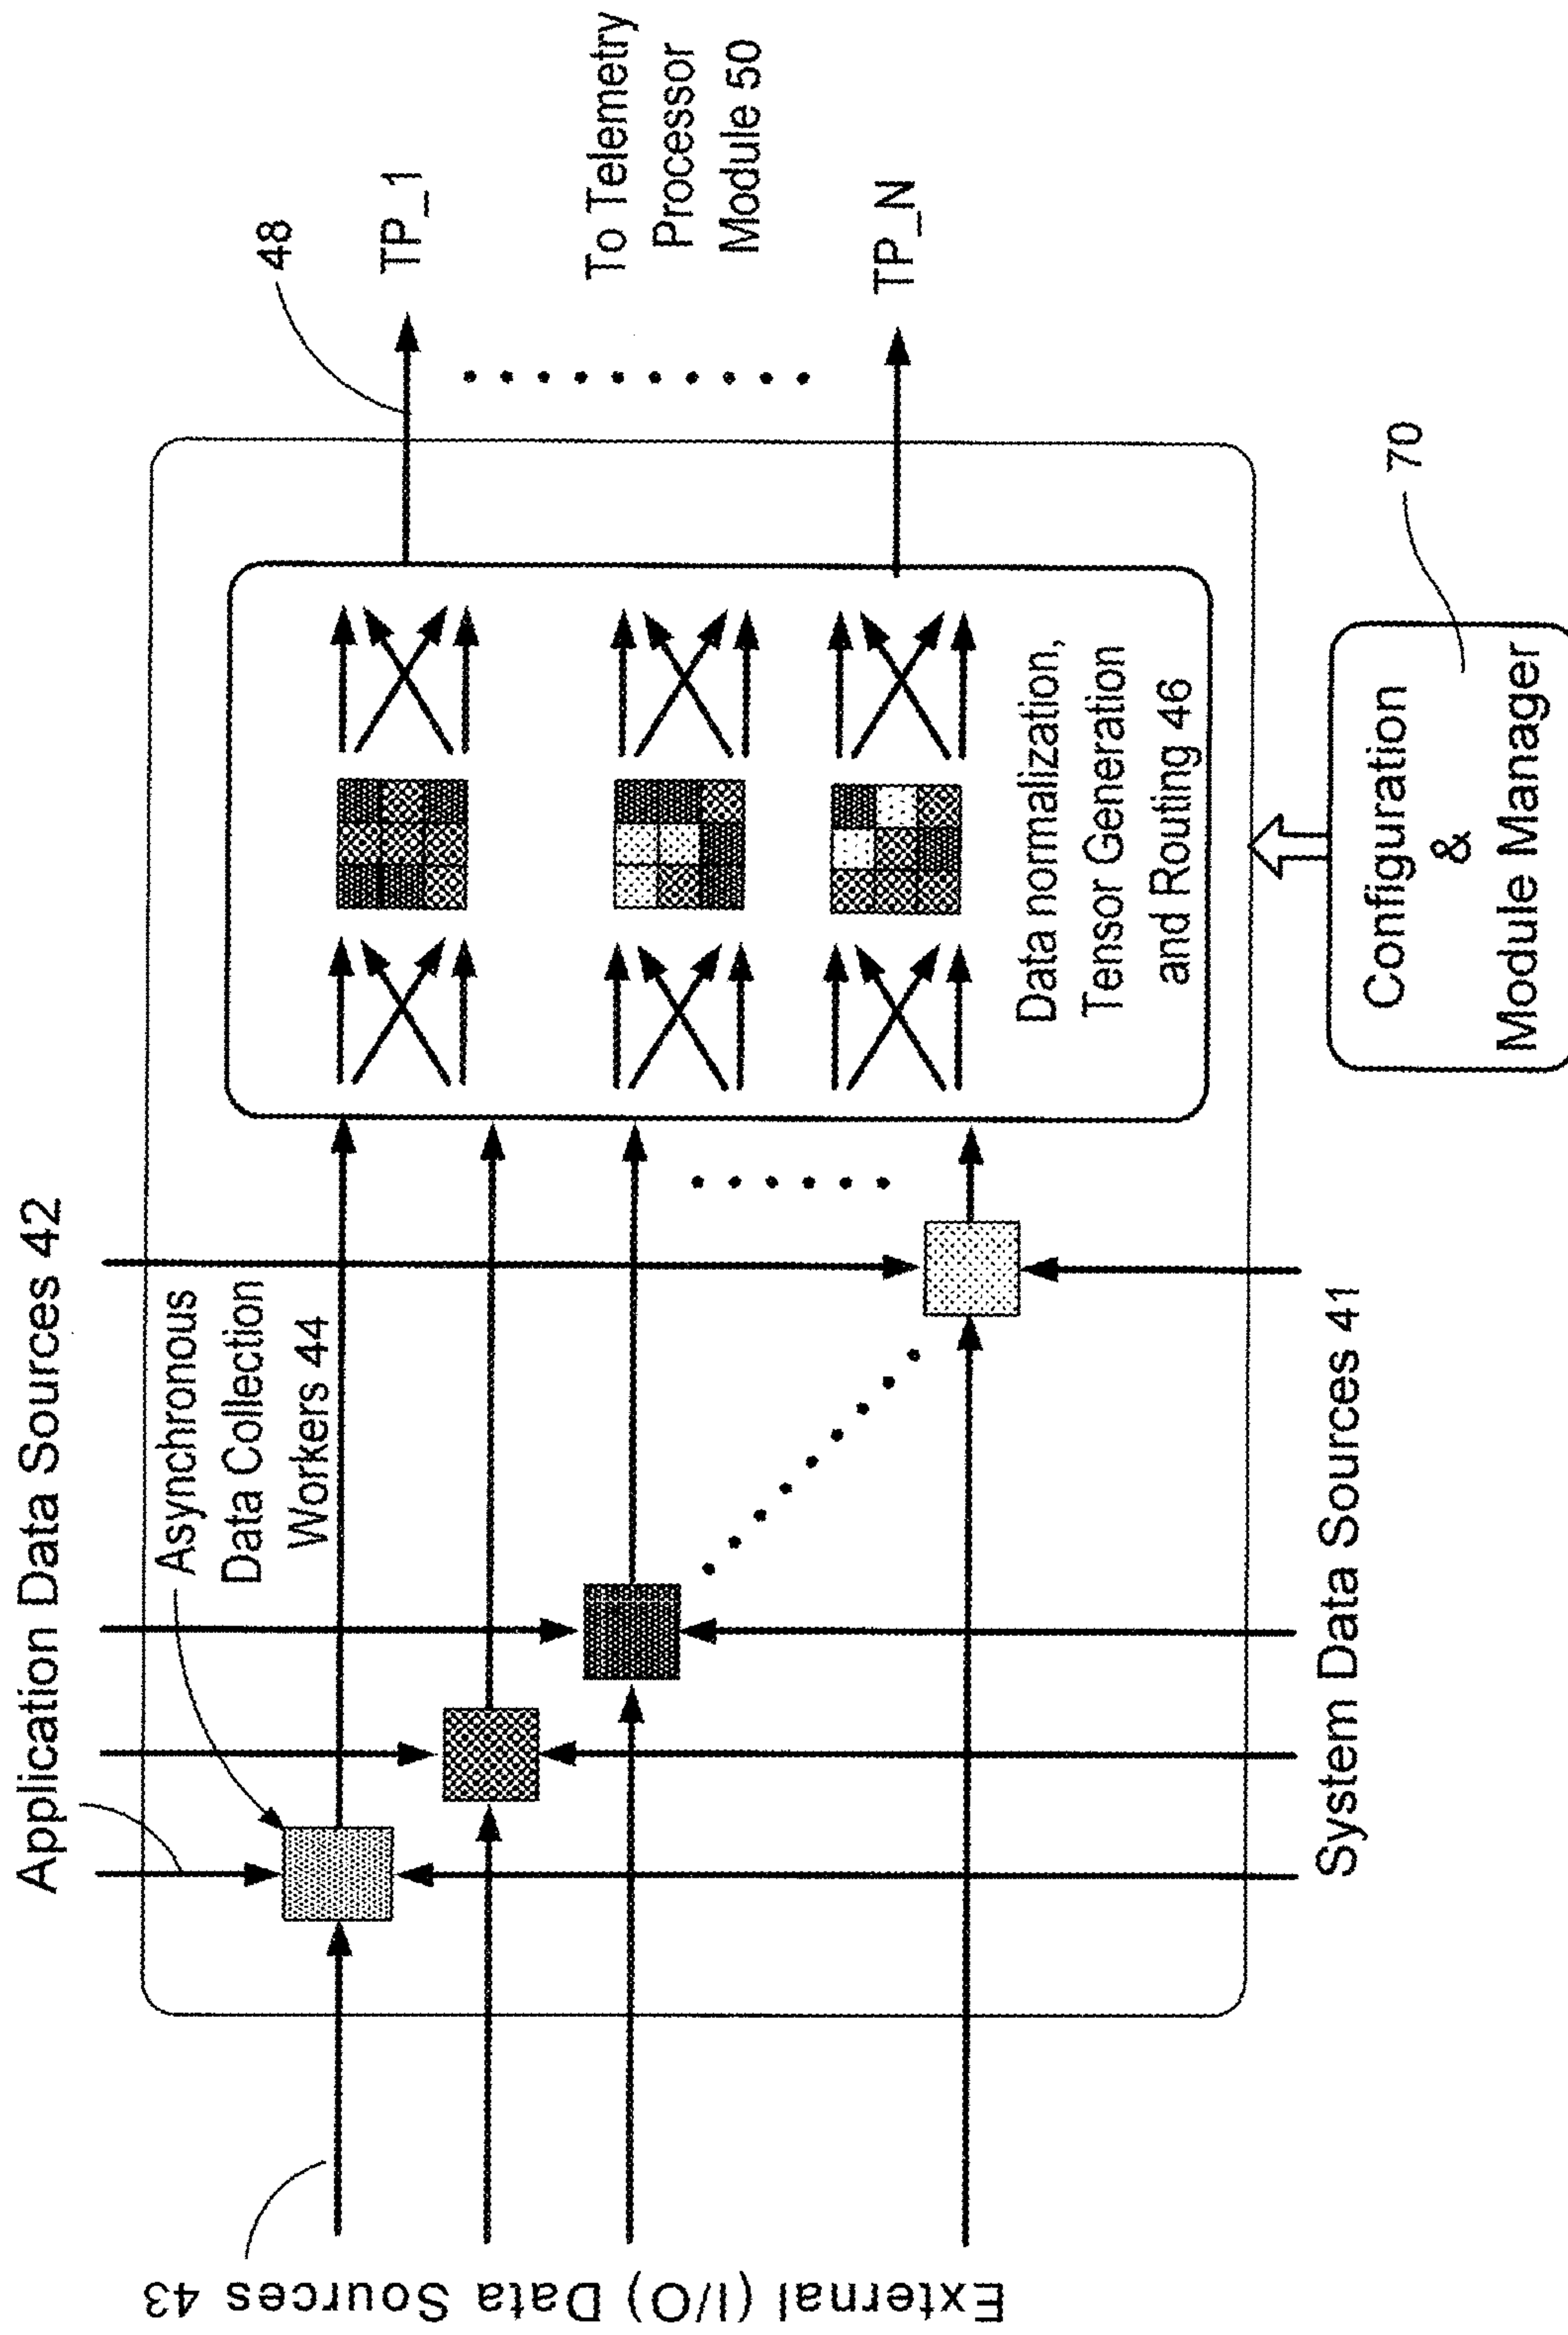 Application Data Sources 42
Asynchronous
Data Collection
Workers 44
External (I/O) Data Sources 43
System Data Sources 41
Data normalization,
Tensor Generation
and Routing 46
48
TP_1
To Telemetry
Processor
Module 50
TP_N
Configuration
&
Module Manager
70